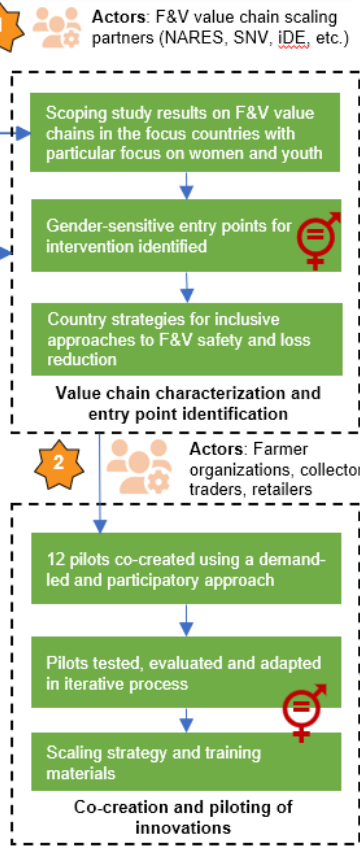 Actors: F&V value chain scaling
partners (NARES, SNV, iDE, etc.)
Scoping study results on F&V value
chains in the focus countries with
particular focus on women and youth
Gender-sensitive entry points for
intervention identified
Country strategies for inclusive
approaches to F&V safety and loss
reduction
Value chain characterization and
entry point identification
2
Actors: Farmer
organizations, collector
traders, retailers
12 pilots co-created using a demand-
led and participatory approach
Pilots tested, evaluated and adapted
in iterative process
Scaling strategy and training
materials
Co-creation and piloting of
innovations